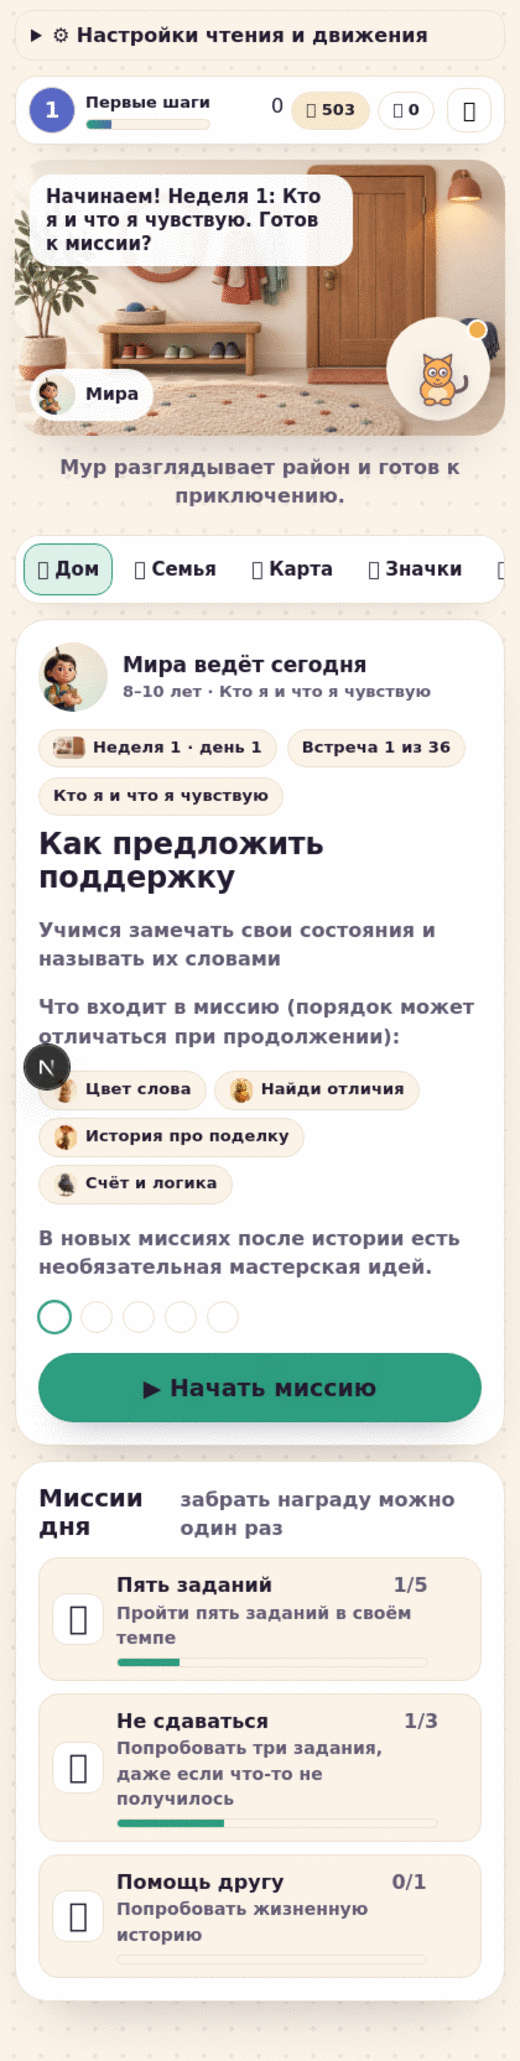 ▶ ⚙ Настройки чтения и движения
1 Первые шаги 0 503 0
Начинаем! Неделя 1: Кто
я и что я чувствую. Готов
к миссии?
Мира
Мур разглядывает район и готов к
приключению.
Дом Семья Карта Значки
Мира ведёт сегодня
8–10 лет · Кто я и что я чувствую
Неделя 1 · день 1 Встреча 1 из 36
Кто я и что я чувствую
Как предложить
поддержку
Учимся замечать свои состояния и
называть их словами
Что входит в миссию (порядок может
отличаться при продолжении):
N
Цвет слова Найди отличия
История про поделку
Счёт и логика
В новых миссиях после истории есть
необязательная мастерская идей.
▶ Начать миссию
Миссии
дня
забрать награду можно
один раз
Пять заданий 1/5
Пройти пять заданий в своём
темпе
Не сдаваться 1/3
Попробовать три задания,
даже если что-то не
получилось
Помощь другу 0/1
Попробовать жизненную
историю